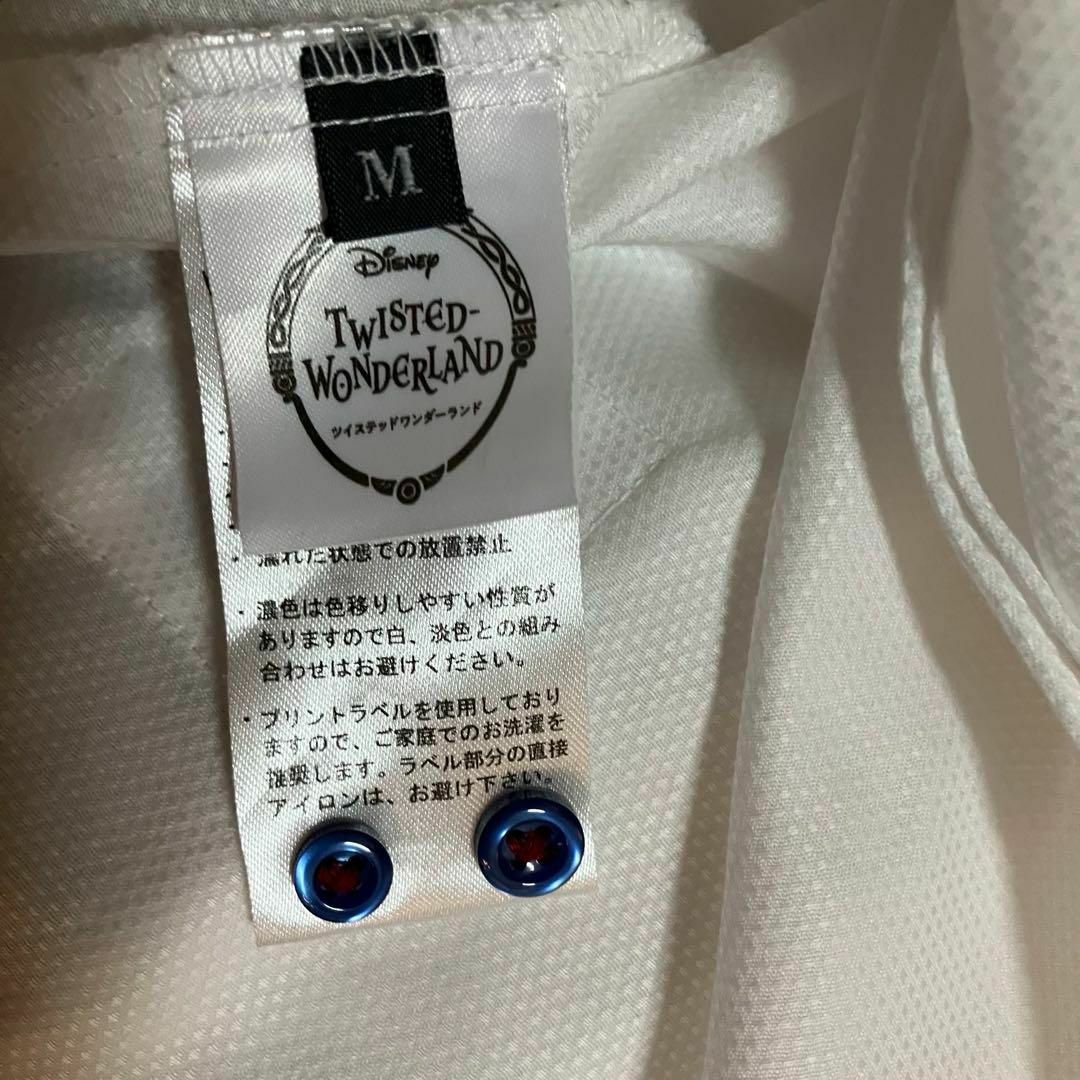 M
Disney
TWISTED-
WONDERLAND
ツイステッドワンダーランド
・濡れた状態での放置禁止
・濃色は色移りしやすい性質が
ありますので白、淡色との組み
合わせはお避けください。
・プリントラベルを使用しており
ますので、ご家庭でのお洗濯を
推奨します。ラベル部分の直接
アイロンは、お避け下さい。